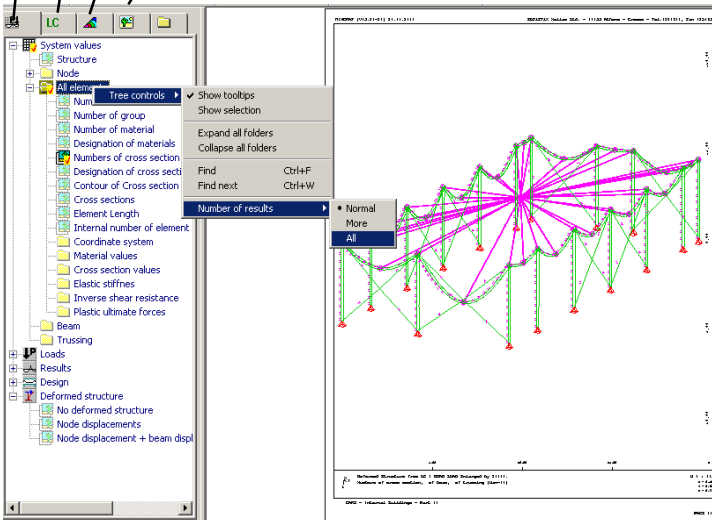 LC
System values
Structure
Node
All elem
Num
Number of group
Number of material
Designation of materials
Numbers of cross section
Designation of cross secti
Contour of Cross section
Cross sections
Element Length
Internal number of element
Coordinate system
Material values
Cross section values
Elastic stiffnes
Inverse shear resistance
Plastic ultimate forces
Beam
Trussing
Loads
Results
Design
Deformed structure
No deformed structure
Node displacements
Node displacement + beam displ
Tree controls
Show tooltips
Show selection
Expand all folders
Collapse all folders
Find Ctrl+F
Find next Ctrl+W
Number of results
Normal
More
All